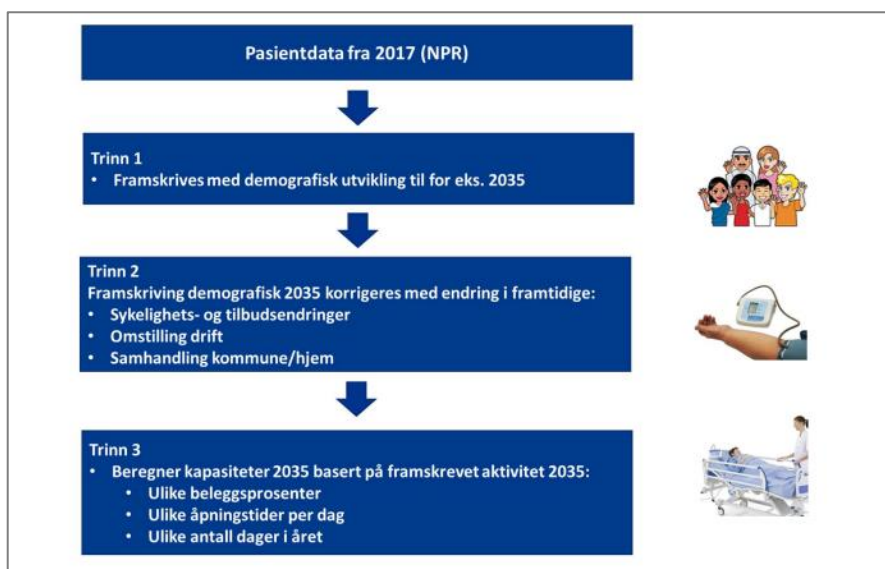 Pasientdata fra 2017 (NPR)
Trinn 1
• Framskrives med demografisk utvikling til for eks. 2035
Trinn 2
Framskriving demografisk 2035 korrigeres med endring i framtidige:
• Sykelighets- og tilbudsendringer
• Omstilling drift
• Samhandling kommune/hjem
Trinn 3
• Beregner kapasiteter 2035 basert på framskrevet aktivitet 2035:
• Ulike beleggsprosenter
• Ulike åpningstider per dag
• Ulike antall dager i året